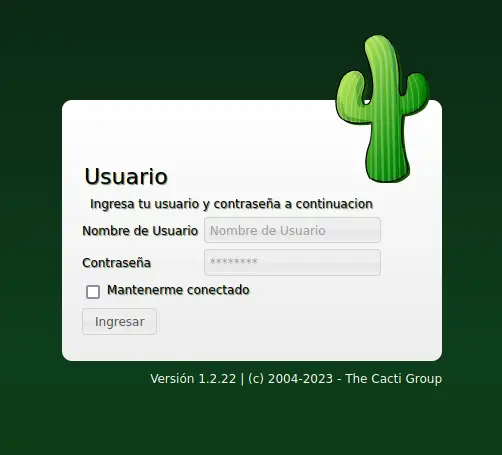 Usuario
Ingresa tu usuario y contraseña a continuacion
Nombre de Usuario Nombre de Usuario
Contraseña ********
Mantenerme conectado
Ingresar
Versión 1.2.22 | (c) 2004-2023 - The Cacti Group